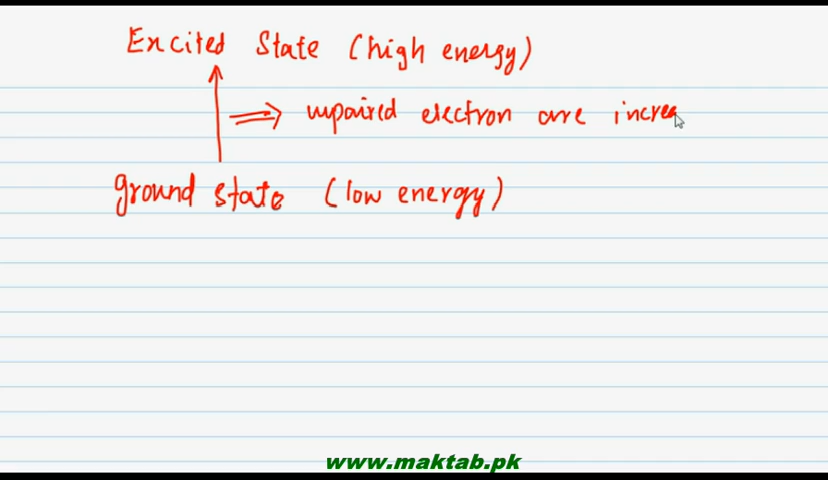 Excited State (high energy)
⇒ unpaired electron are increa
ground state (low energy)
www.maktab.pk